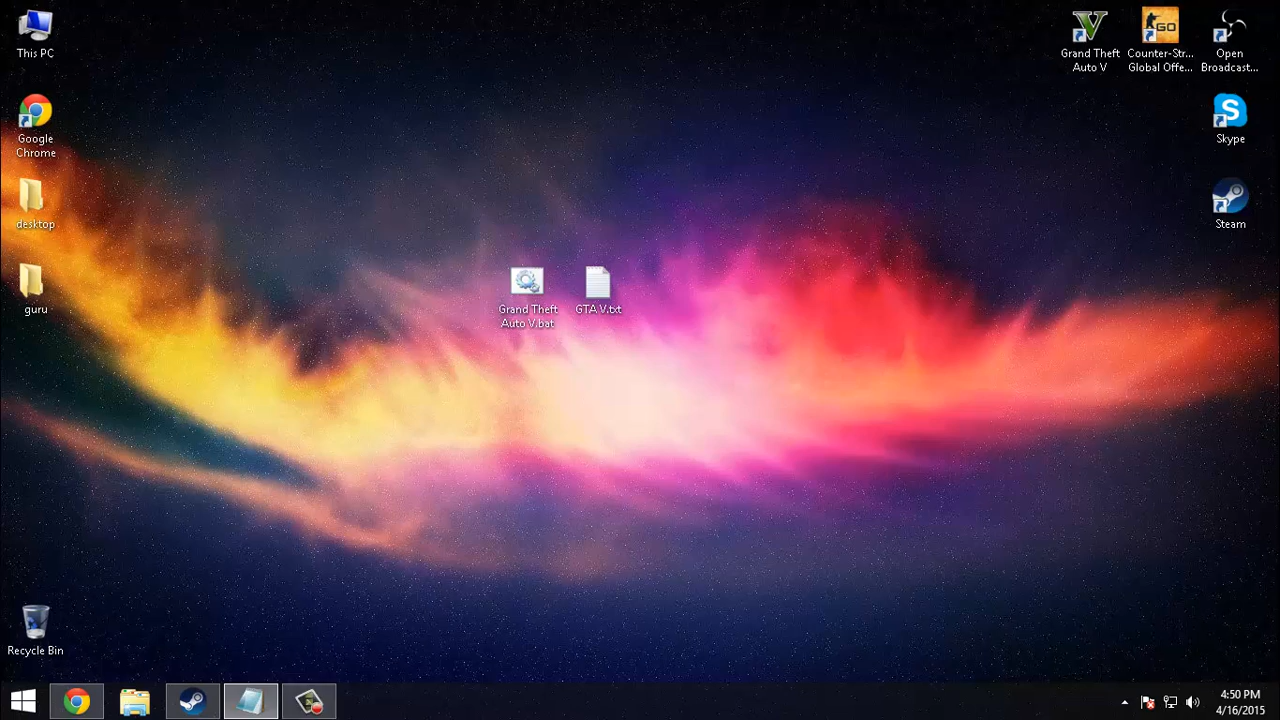 This PC
Google
Chrome
desktop
guru
Recycle Bin
Grand Theft
Auto V.bat
GTA V.txt
Grand Theft
Auto V
GO
Counter-Str...
Global Offe...
Open
Broadcast...
S
Skype
Steam
4:50 PM
4/16/2015